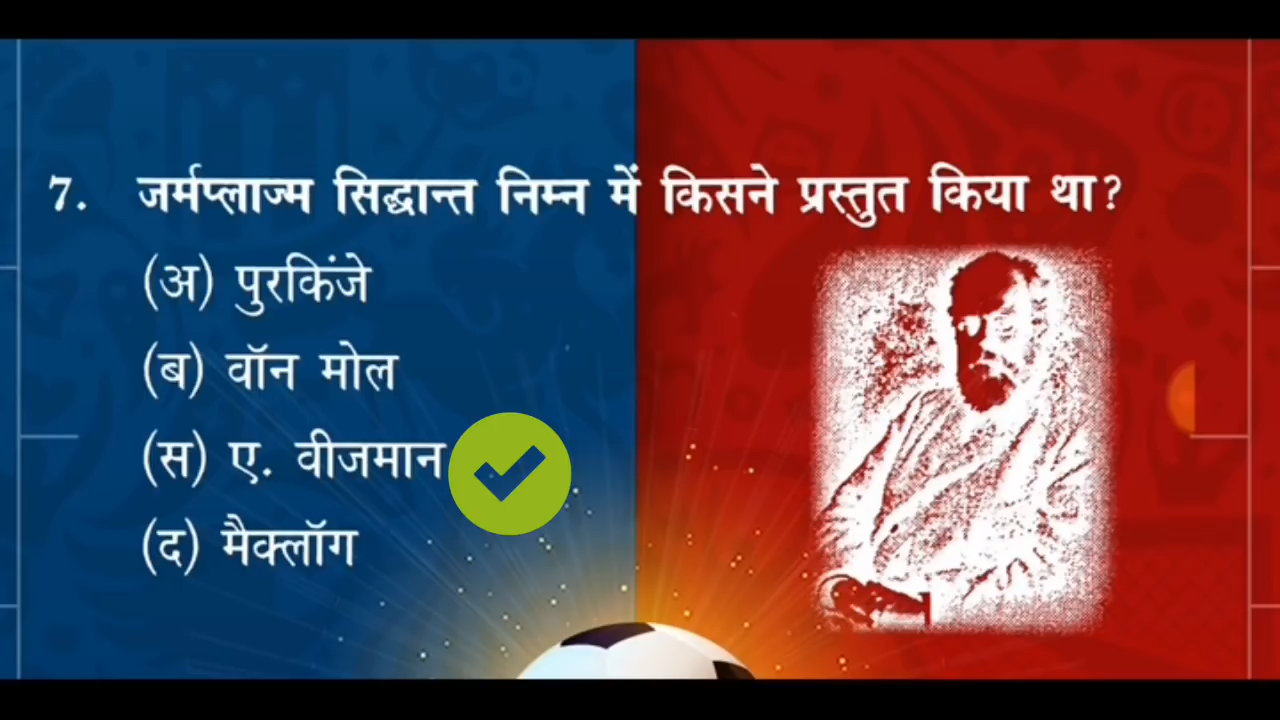 7. जर्मप्लाज्म सिद्धान्त निम्न में किसने प्रस्तुत किया था?
(अ) पुरकिंजे
(ब) वॉन मोल
(स) ए. वीजमान
(द) मैक्लॉग